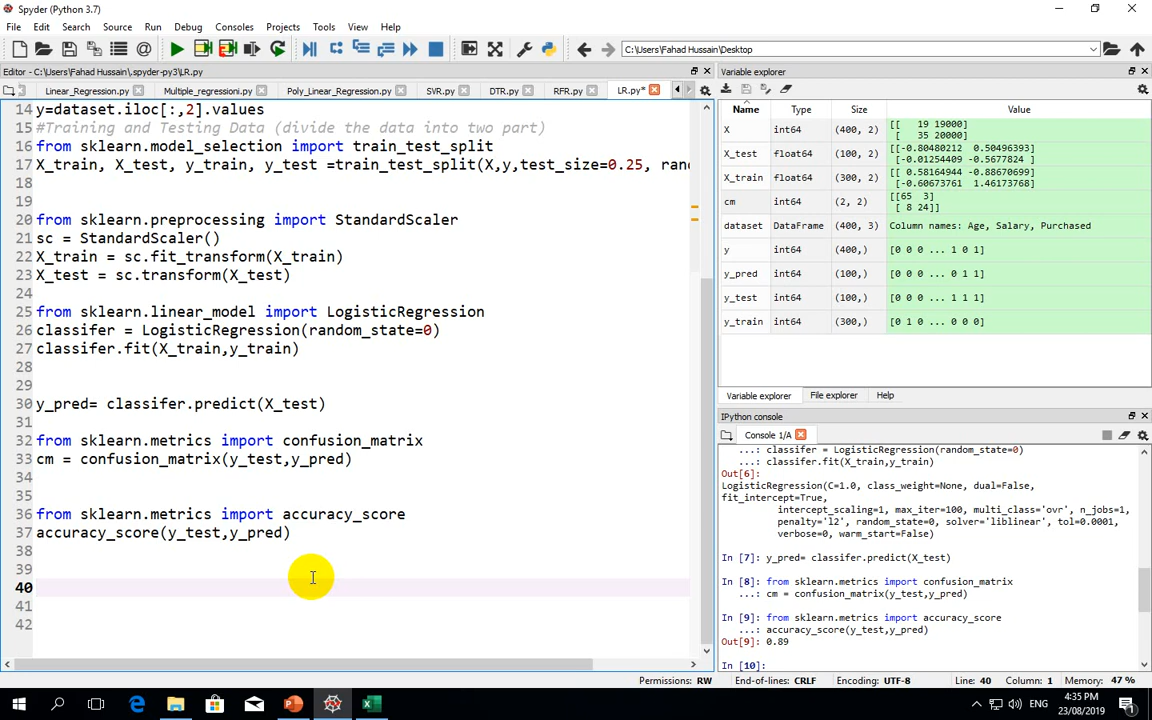 Spyder (Python 3.7)
File Edit Search Source Run Debug Consoles Projects Tools View Help
C:\Users\Fahad Hussain\Desktop
Editor - C:\Users\Fahad Hussain\.spyder-py3\LR.py
Linear_Regression.py Multiple_regressioni.py Poly_Linear_Regression.py SVR.py DTR.py RFR.py LR.py*
14 y=dataset.iloc[:,2].values
15 #Training and Testing Data (divide the data into two part)
16 from sklearn.model_selection import train_test_split
17 X_train, X_test, y_train, y_test =train_test_split(X,y,test_size=0.25, ran
18
19
20 from sklearn.preprocessing import StandardScaler
21 sc = StandardScaler()
22 X_train = sc.fit_transform(X_train)
23 X_test = sc.transform(X_test)
24
25 from sklearn.linear_model import LogisticRegression
26 classifer = LogisticRegression(random_state=0)
27 classifer.fit(X_train,y_train)
28
29
30 y_pred= classifer.predict(X_test)
31
32 from sklearn.metrics import confusion_matrix
33 cm = confusion_matrix(y_test,y_pred)
34
35
36 from sklearn.metrics import accuracy_score
37 accuracy_score(y_test,y_pred)
38
39
40
41
42
Variable explorer
Name Type Size Value
X int64 (400, 2) [[ 19 19000]
[ 35 20000]
X_test float64 (100, 2) [[-0.80480212 0.50496393]
[-0.01254409 -0.5677824 ]
X_train float64 (300, 2) [[ 0.58164944 -0.88670699]
[-0.60673761 1.46173768]
cm int64 (2, 2) [[65 3]
[ 8 24]]
dataset DataFrame (400, 3) Column names: Age, Salary, Purchased
y int64 (400,) [0 0 0 ... 1 0 1]
y_pred int64 (100,) [0 0 0 ... 0 1 1]
y_test int64 (100,) [0 0 0 ... 1 1 1]
y_train int64 (300,) [0 1 0 ... 0 0 0]
Variable explorer File explorer Help
IPython console
Console 1/A
...: classifer = LogisticRegression(random_state=0)
...: classifer.fit(X_train,y_train)
Out[6]:
LogisticRegression(C=1.0, class_weight=None, dual=False,
fit_intercept=True,
intercept_scaling=1, max_iter=100, multi_class='ovr', n_jobs=1,
penalty='l2', random_state=0, solver='liblinear', tol=0.0001,
verbose=0, warm_start=False)
In [7]: y_pred= classifer.predict(X_test)
In [8]: from sklearn.metrics import confusion_matrix
...: cm = confusion_matrix(y_test,y_pred)
In [9]: from sklearn.metrics import accuracy_score
...: accuracy_score(y_test,y_pred)
Out[9]: 0.89
In [10]:
Permissions: RW End-of-lines: CRLF Encoding: UTF-8 Line: 40 Column: 1 Memory: 47 %
ENG
4:35 PM
23/08/2019